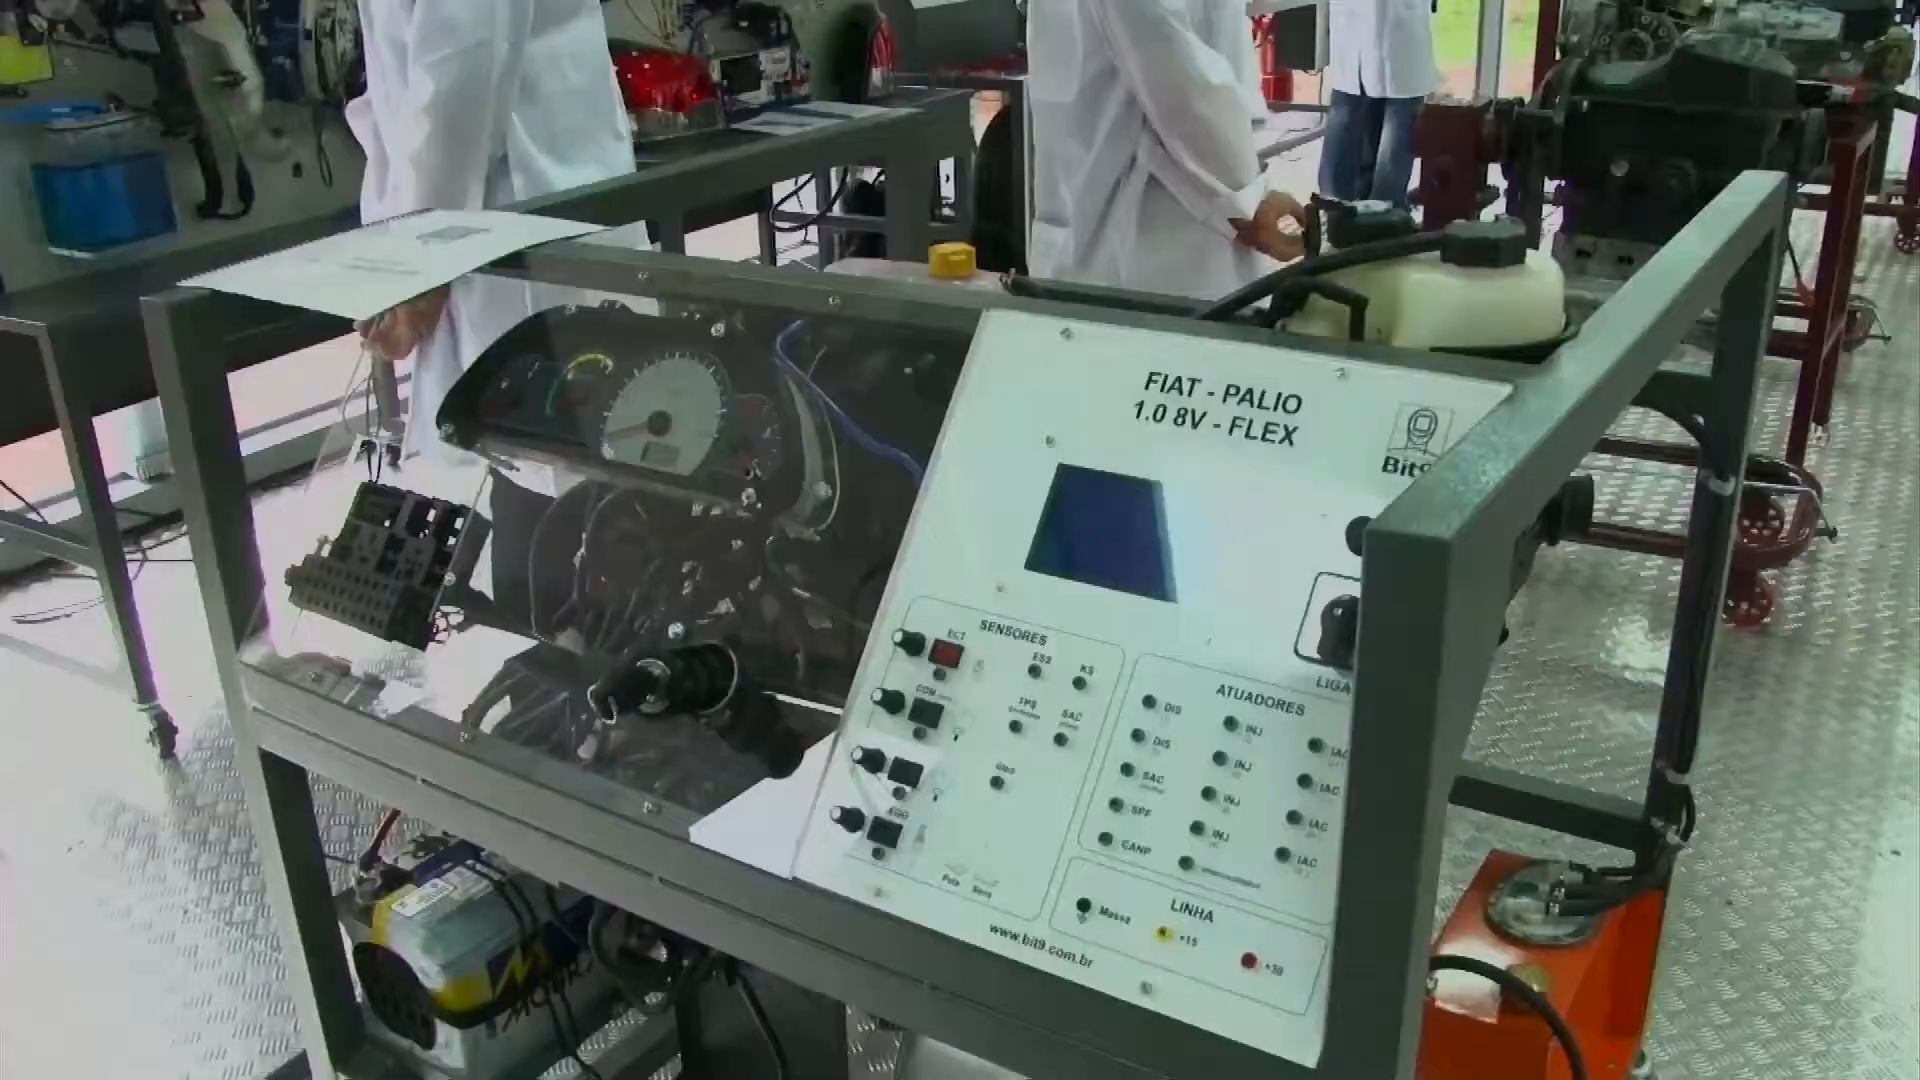 FIAT - PALIO
1.0 8V - FLEX
SENSORES
ECT
ESS
KS
TPS
SAC
EGO
LIGA
ATUADORES
DIS
INJ
IAC
DIS
INJ
IAC
SAC
INJ
IAC
SPF
INJ
IAC
CANP
LINHA
Massa
+15
+30
www.bit9.com.br